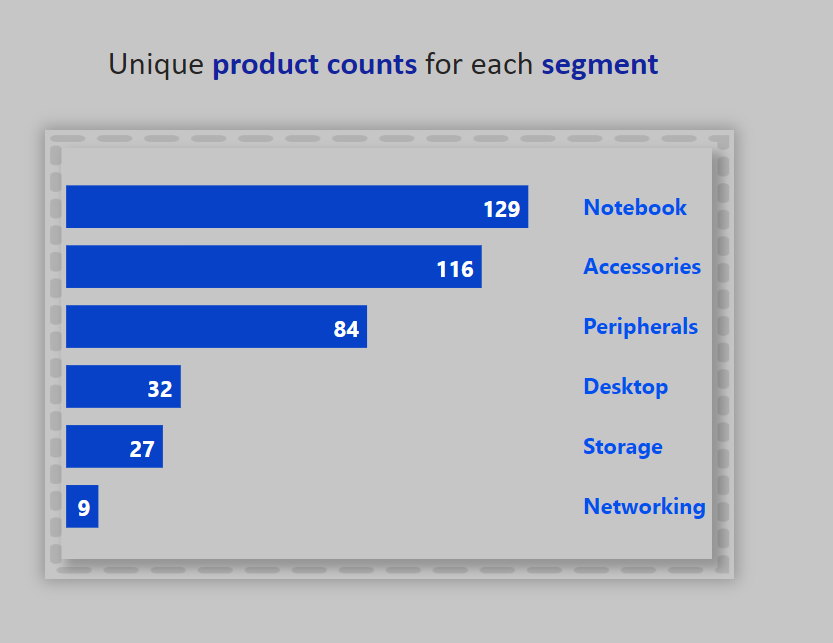 Unique product counts for each segment
129 Notebook
116 Accessories
84 Peripherals
32 Desktop
27 Storage
9 Networking